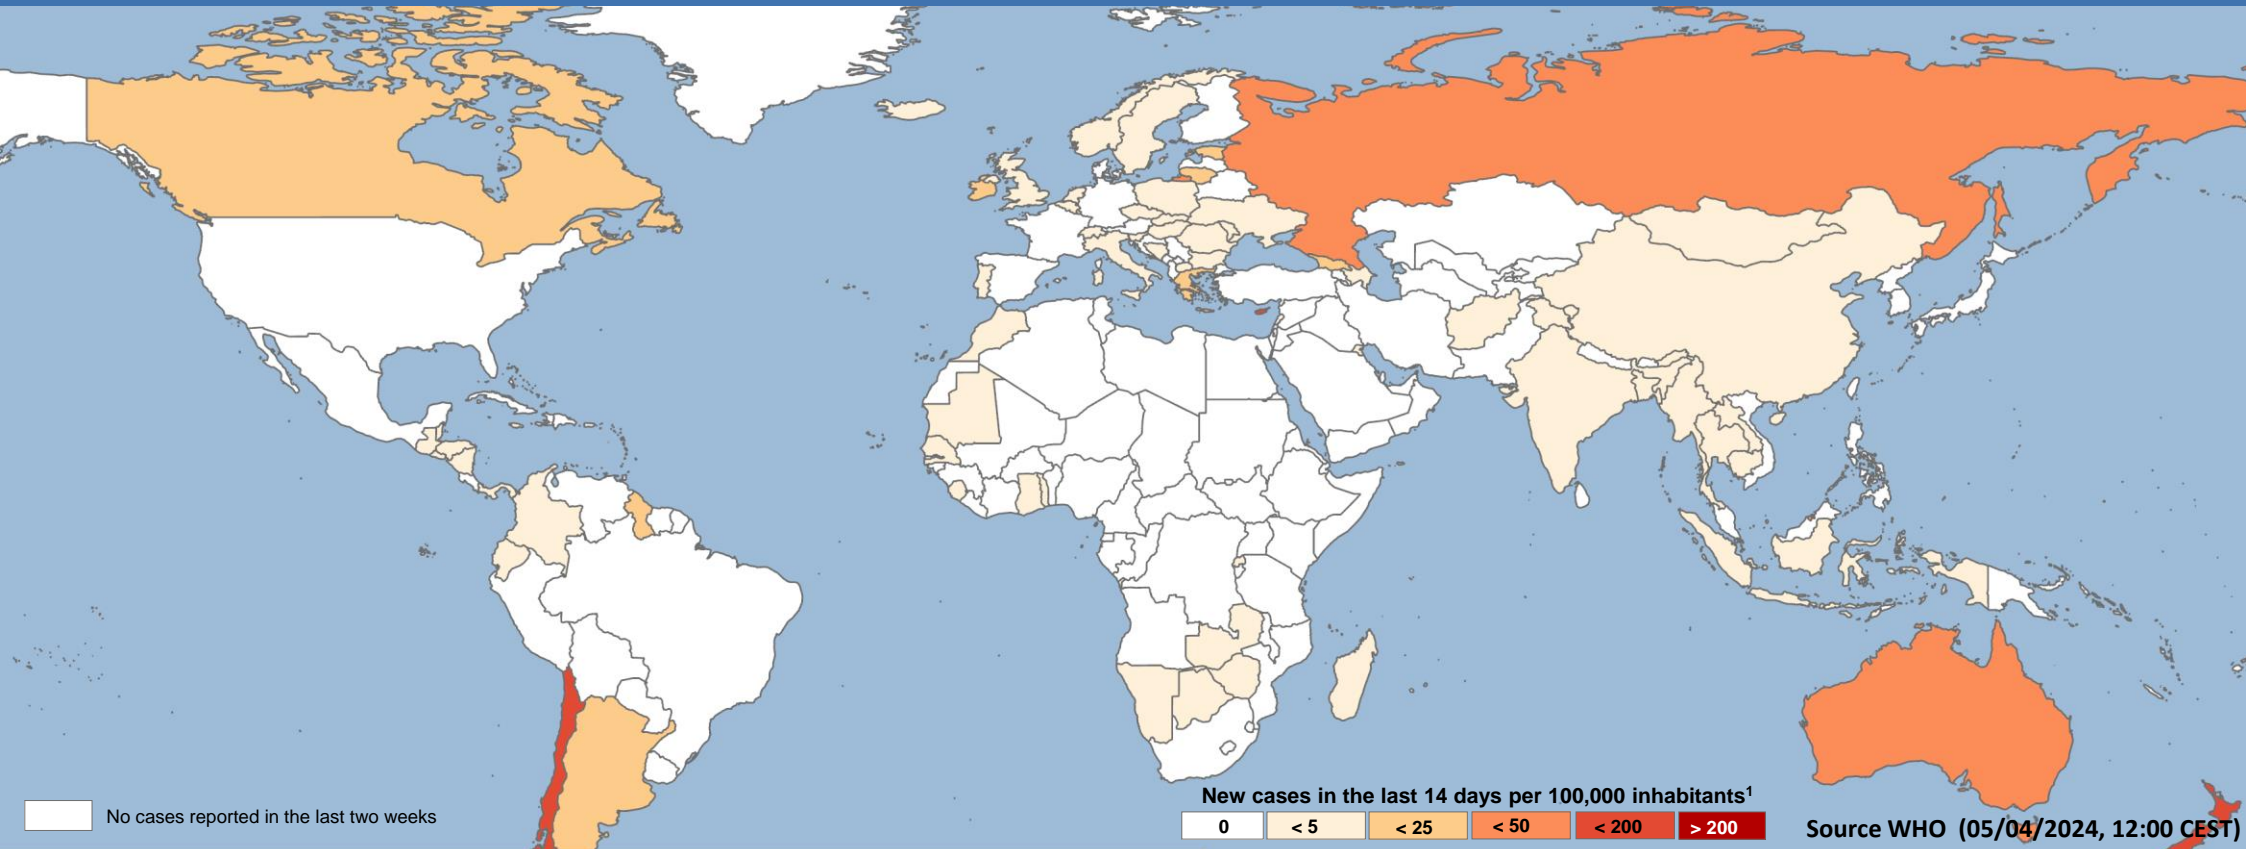 New cases in the last 14 days per 100,000 inhabitants¹
0 < 5 < 25 < 50 < 200 > 200
No cases reported in the last two weeks
Source WHO (05/04/2024, 12:00 CEST)